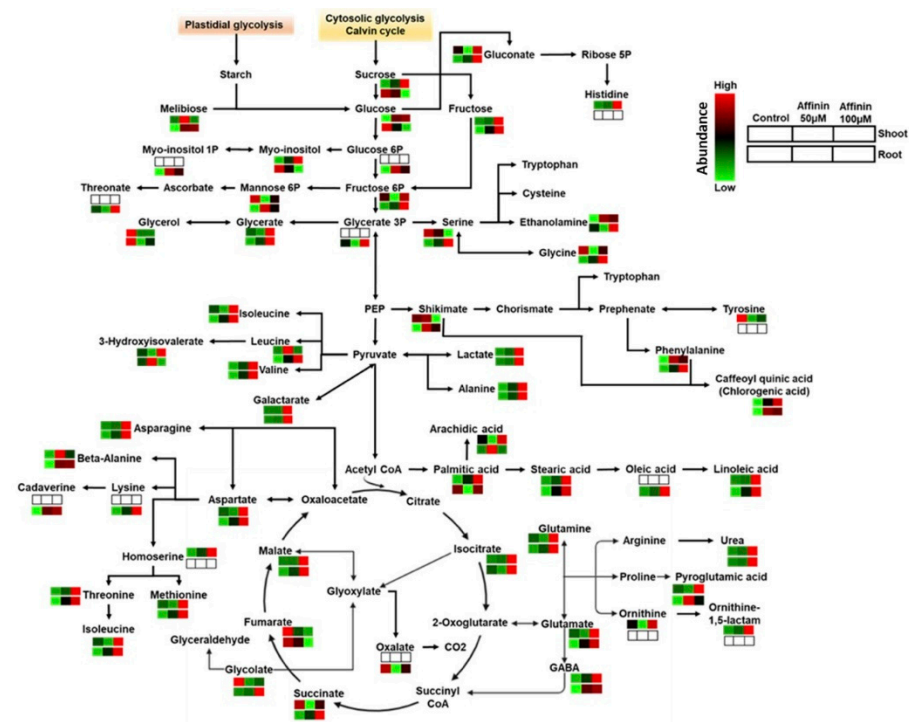 Plastidial glycolysis
Cytosolic glycolysis
Calvin cycle
Gluconate
Ribose 5P
Starch
Sucrose
Histidine
Melibiose
Glucose
Fructose
High
Abundance
Low
Control
Affinin
50µM
Affinin
100µM
Shoot
Root
Myo-inositol 1P
Myo-inositol
Glucose 6P
Tryptophan
Threonate
Ascorbate
Mannose 6P
Fructose 6P
Cysteine
Glycerol
Glycerate
Glycerate 3P
Serine
Ethanolamine
Glycine
Tryptophan
Isoleucine
PEP
Shikimate
Chorismate
Prephenate
Tyrosine
3-Hydroxyisovalerate
Leucine
Pyruvate
Lactate
Phenylalanine
Valine
Alanine
Caffeoyl quinic acid
(Chlorogenic acid)
Galactarate
Asparagine
Arachidic acid
Beta-Alanine
Acetyl CoA
Palmitic acid
Stearic acid
Oleic acid
Linoleic acid
Cadaverine
Lysine
Aspartate
Oxaloacetate
Citrate
Glutamine
Arginine
Urea
Homoserine
Malate
Isocitrate
Glyoxylate
Proline
Pyroglutamic acid
Threonine
Methionine
Ornithine
Ornithine-
1,5-lactam
Fumarate
2-Oxoglutarate
Glutamate
Isoleucine
Glyceraldehyde
Oxalate
CO2
Glycolate
GABA
Succinate
Succinyl
CoA